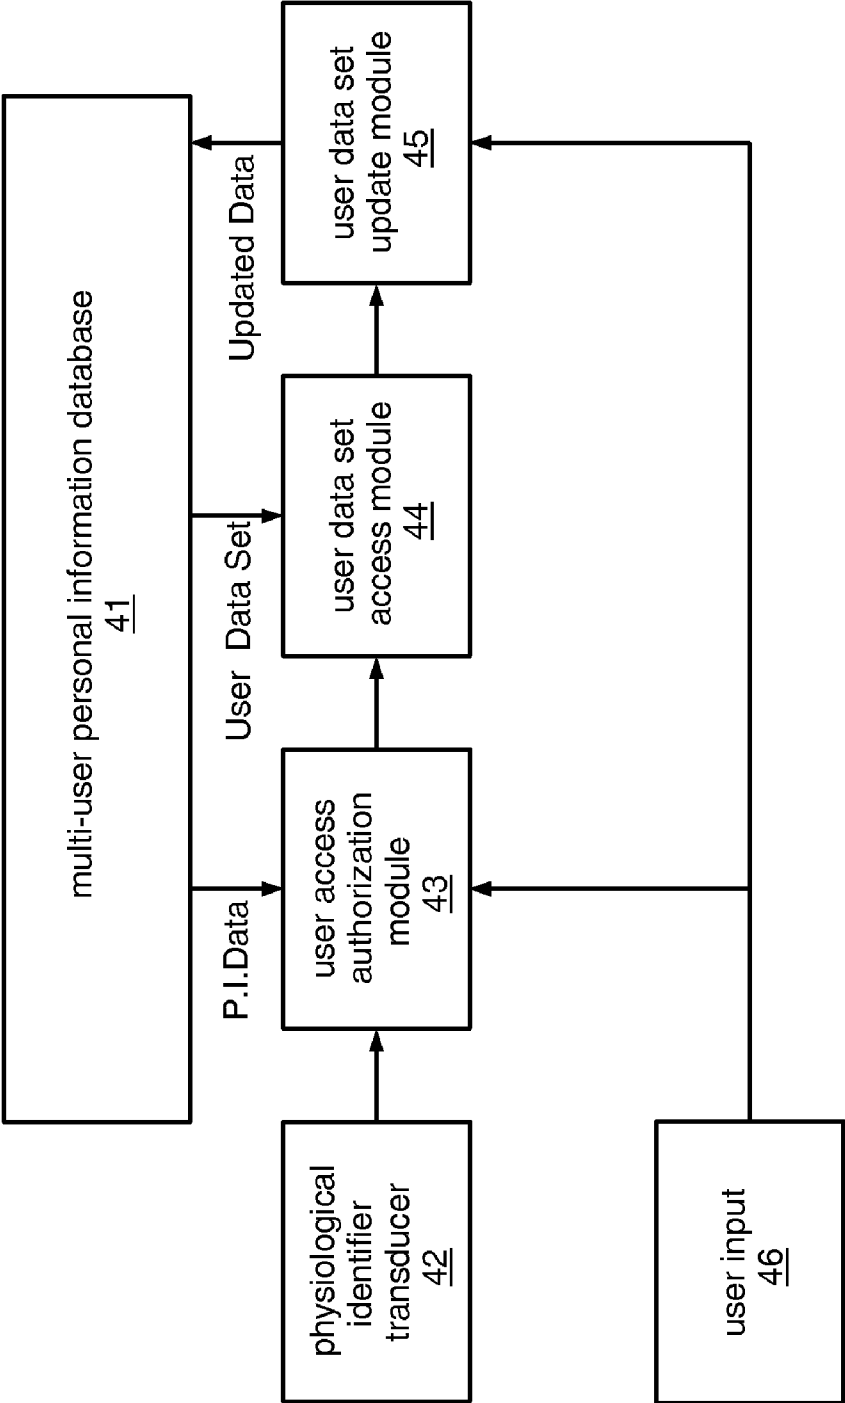 multi-user personal information database
41
P.I.Data
User Data Set
Updated Data
physiological
identifier
transducer
42
user access
authorization
module
43
user data set
access module
44
user data set
update module
45
user input
46